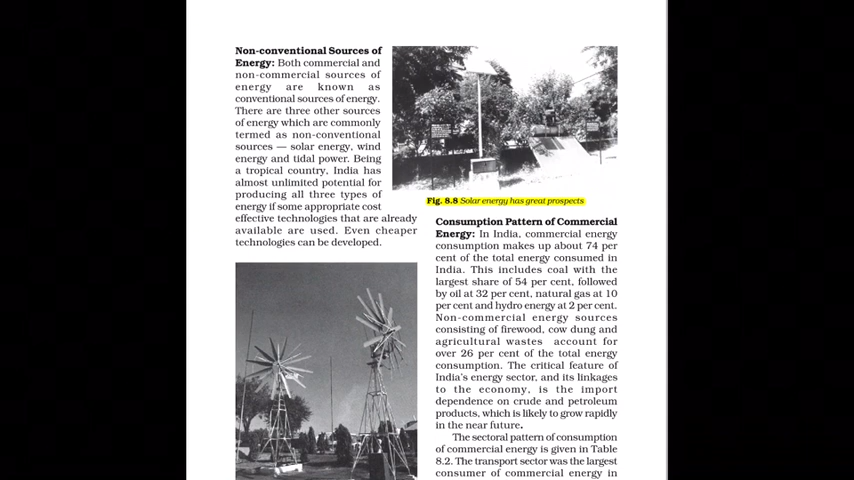 Non-conventional Sources of
Energy: Both commercial and
non-commercial sources of
energy are known as
conventional sources of energy.
There are three other sources
of energy which are commonly
termed as non-conventional
sources — solar energy, wind
energy and tidal power. Being
a tropical country, India has
almost unlimited potential for
producing all three types of
energy if some appropriate cost
effective technologies that are already
available are used. Even cheaper
technologies can be developed.
Fig. 8.8 Solar energy has great prospects
Consumption Pattern of Commercial
Energy: In India, commercial energy
consumption makes up about 74 per
cent of the total energy consumed in
India. This includes coal with the
largest share of 54 per cent, followed
by oil at 32 per cent, natural gas at 10
per cent and hydro energy at 2 per cent.
Non-commercial energy sources
consisting of firewood, cow dung and
agricultural wastes account for
over 26 per cent of the total energy
consumption. The critical feature of
India's energy sector, and its linkages
to the economy, is the import
dependence on crude and petroleum
products, which is likely to grow rapidly
in the near future.
The sectoral pattern of consumption
of commercial energy is given in Table
8.2. The transport sector was the largest
consumer of commercial energy in